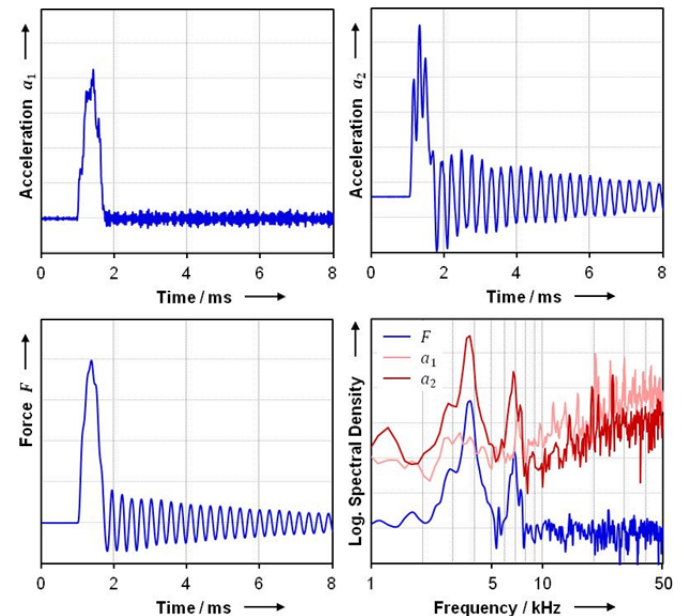 Acceleration a₁
0 2 4 6 8
Time / ms
Acceleration a₂
0 2 4 6 8
Time / ms
Force F
0 2 4 6 8
Time / ms
Log. Spectral Density
F
a₁
a₂
1 5 10 50
Frequency / kHz